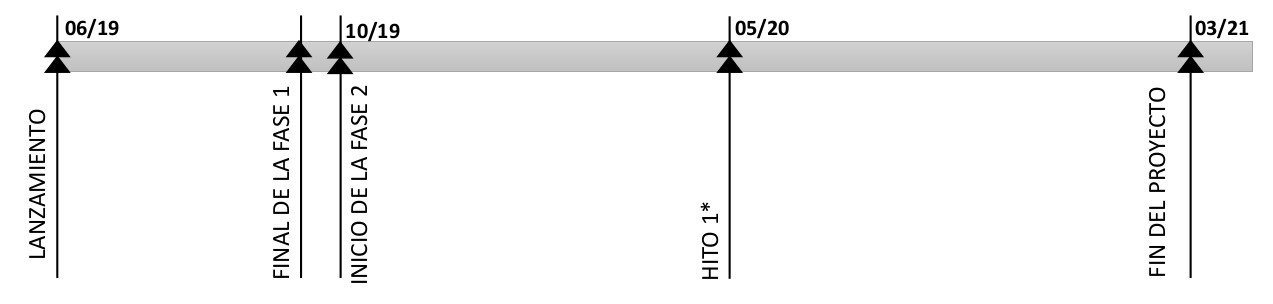 06/19
10/19
05/20
03/21
LANZAMIENTO
FINAL DE LA FASE 1
INICIO DE LA FASE 2
HITO 1*
FIN DEL PROYECTO